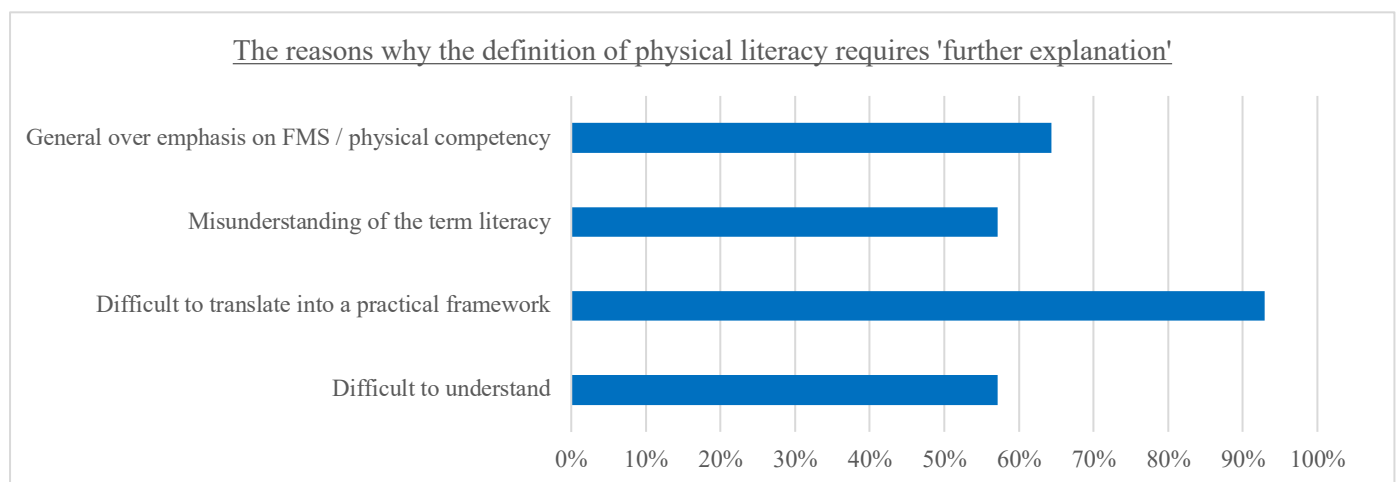 The reasons why the definition of physical literacy requires 'further explanation'
General over emphasis on FMS / physical competency
Misunderstanding of the term literacy
Difficult to translate into a practical framework
Difficult to understand
0% 10% 20% 30% 40% 50% 60% 70% 80% 90% 100%